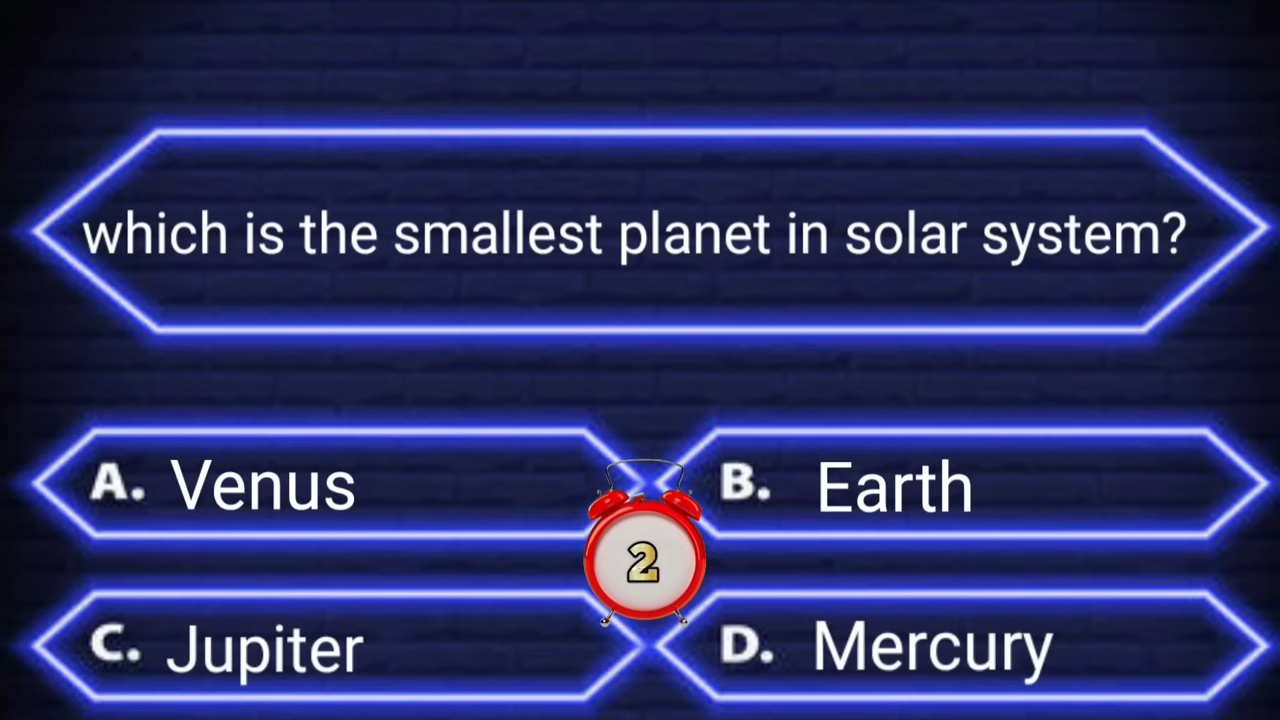 which is the smallest planet in solar system?
A. Venus
B. Earth
2
C. Jupiter
D. Mercury